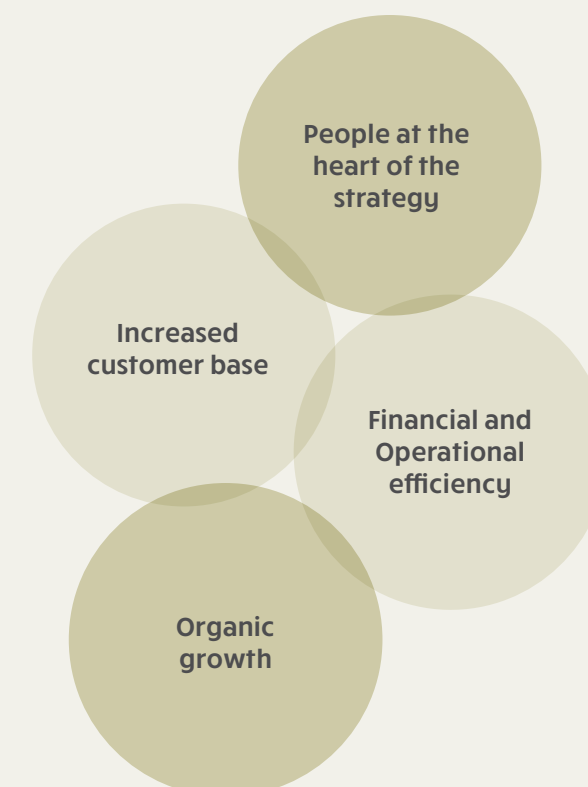 People at the
heart of the
strategy
Increased
customer base
Financial and
Operational
efficiency
Organic
growth